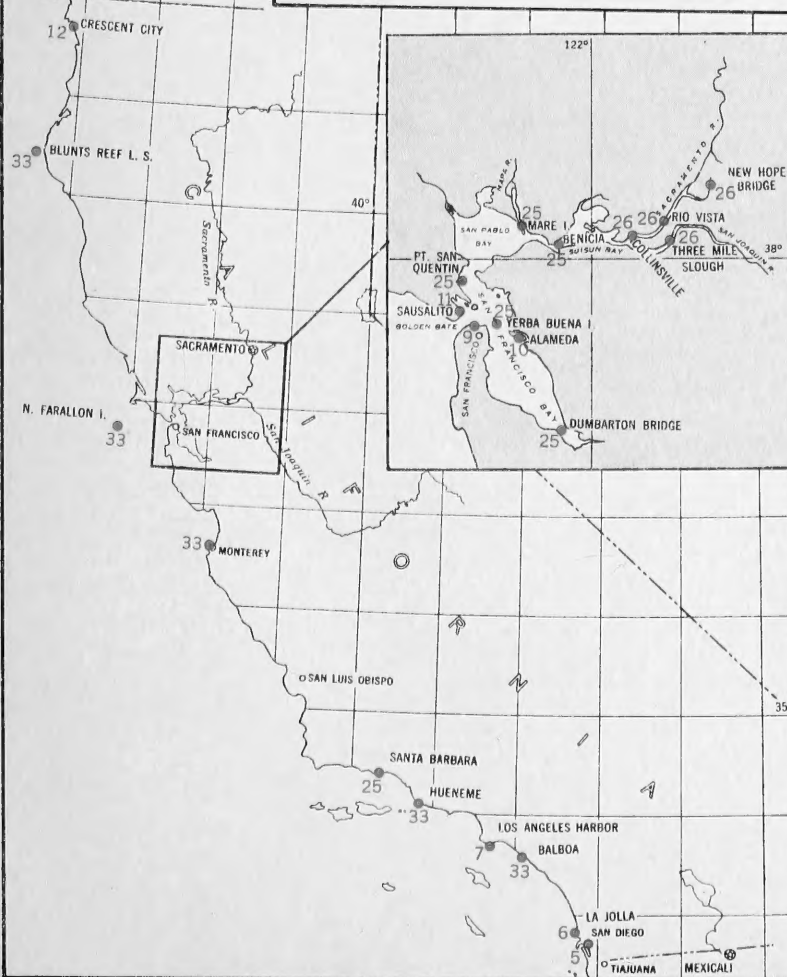 12 CRESCENT CITY
33 BLUNTS REEF L. S.
40°
Sacramento R.
SACRAMENTO
N. FARALLON I.
33
SAN FRANCISCO
San Joaquin R.
33 MONTEREY
SAN LUIS OBISPO
35
SANTA BARBARA
25
HUENEME
33
LOS ANGELES HARBOR
7
BALBOA
33
LA JOLLA
6
SAN DIEGO
5
TIAJUANA
MEXICALI
C A L I F O R N I A
122°
NAPA R.
SACRAMENTO R.
NEW HOPE
BRIDGE
26
25
MARE I.
SAN PABLO
BAY
BENICIA
25
SUISUN BAY
26
COLLINSVILLE
26
RIO VISTA
26
THREE MILE
SLOUGH
SAN JOAQUIN R.
38°
PT. SAN
QUENTIN
25
11
SAUSALITO
GOLDEN GATE
9
SAN FRANCISCO
25
YERBA BUENA I.
ALAMEDA
SAN FRANCISCO BAY
DUMBARTON BRIDGE
25